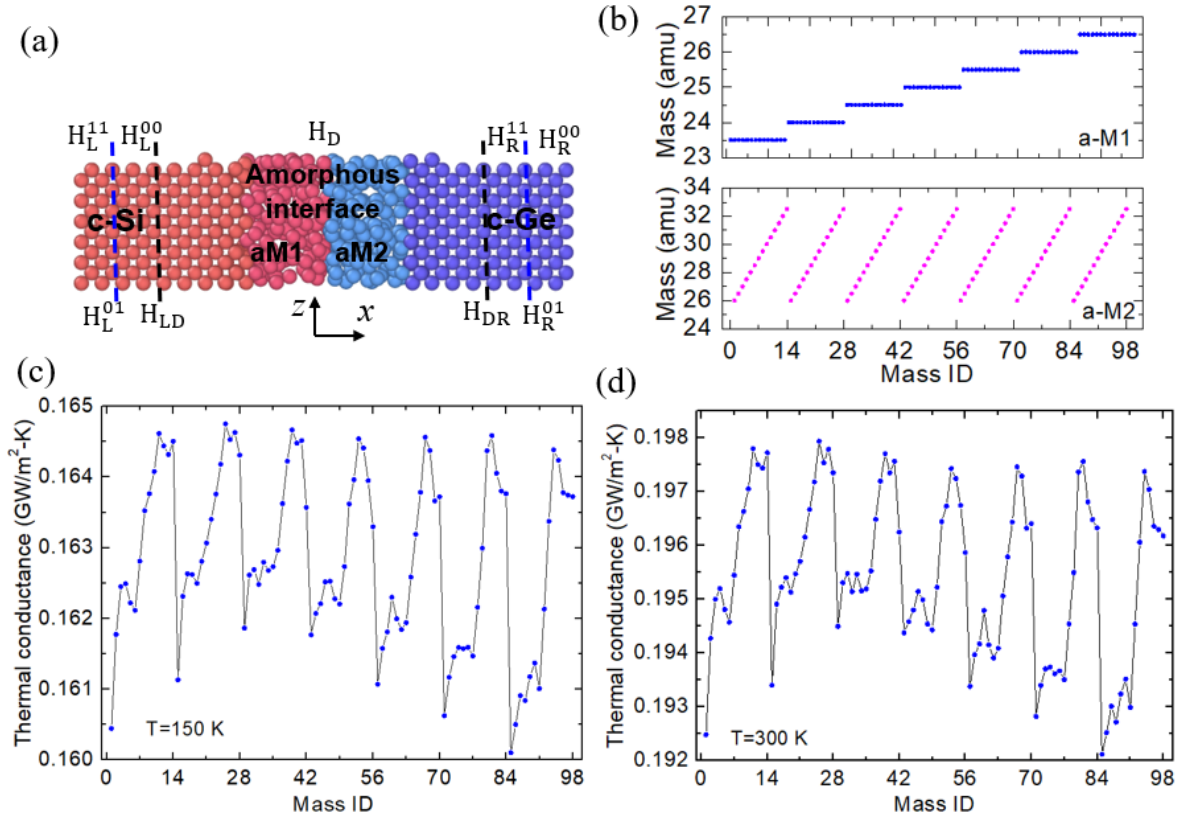 (a)
H_L^11 H_L^00 H_D H_R^11 H_R^00
Amorphous
interface
c-Si aM1 aM2 c-Ge
H_L^01 H_LD z x H_DR H_R^01
(b)
27
26
25
24
23
Mass (amu)
a-M1
34
32
30
28
26
24
Mass (amu)
a-M2
0 14 28 42 56 70 84 98
Mass ID
(c)
0.165
0.164
0.163
0.162
0.161
0.160
Thermal conductance (GW/m²-K)
T=150 K
0 14 28 42 56 70 84 98
Mass ID
(d)
0.198
0.197
0.196
0.195
0.194
0.193
0.192
Thermal conductance (GW/m²-K)
T=300 K
0 14 28 42 56 70 84 98
Mass ID